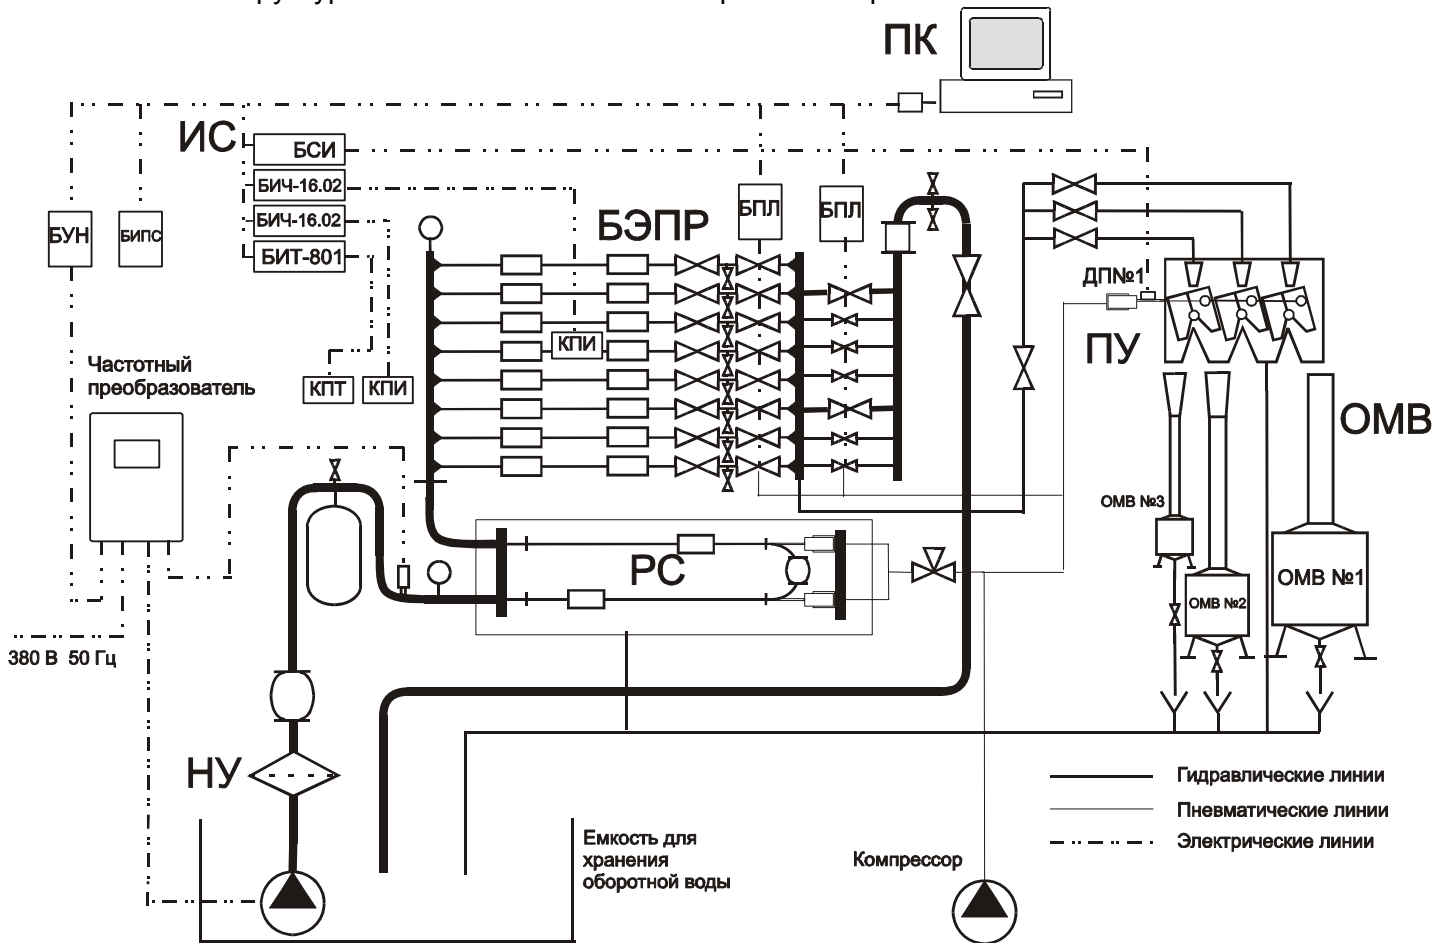 ПК
ИС
БСИ
БИЧ-16.02
БИЧ-16.02
БИТ-801
БУН
БИПС
БЭПР
БПЛ
БПЛ
ДП№1
ПУ
КПИ
КПТ
КПИ
Частотный
преобразователь
ОМВ
ОМВ №3
РС
ОМВ №1
ОМВ №2
380 В 50 Гц
НУ
Гидравлические линии
Пневматические линии
Электрические линии
Емкость для
хранения
оборотной воды
Компрессор